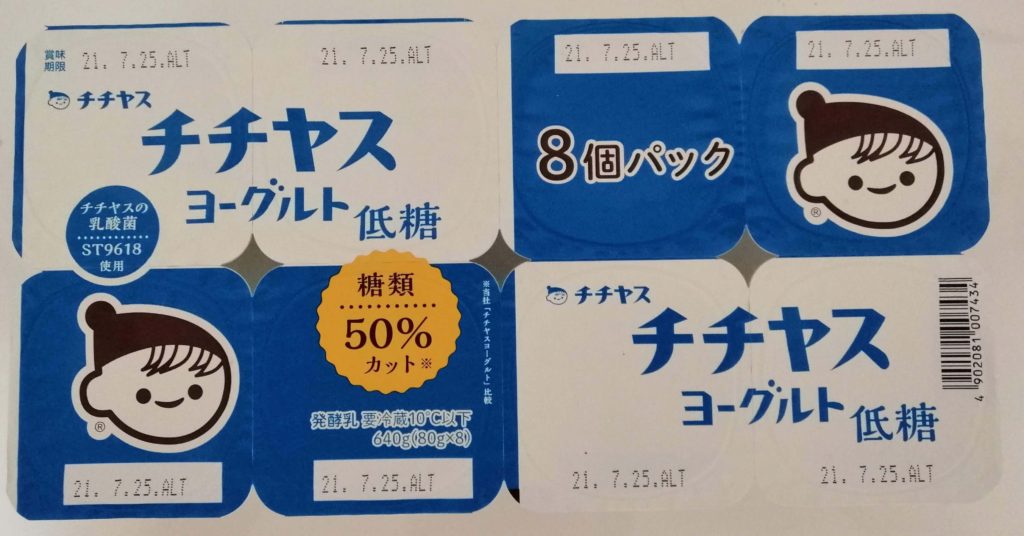 賞味
期限
21. 7.25.ALT
21. 7.25.ALT
チチヤス
チチヤス
ヨーグルト 低糖
チチヤスの
乳酸菌
ST9618
使用
21. 7.25.ALT
21. 7.25.ALT
8個パック
®
®
21. 7.25.ALT
糖類
50%
カット※
※当社「チチヤスヨーグルト」比較
発酵乳 要冷蔵10℃以下
640g(80g×8)
21. 7.25.ALT
チチヤス
チチヤス
ヨーグルト 低糖
21. 7.25.ALT
21. 7.25.ALT
4 902081 007434